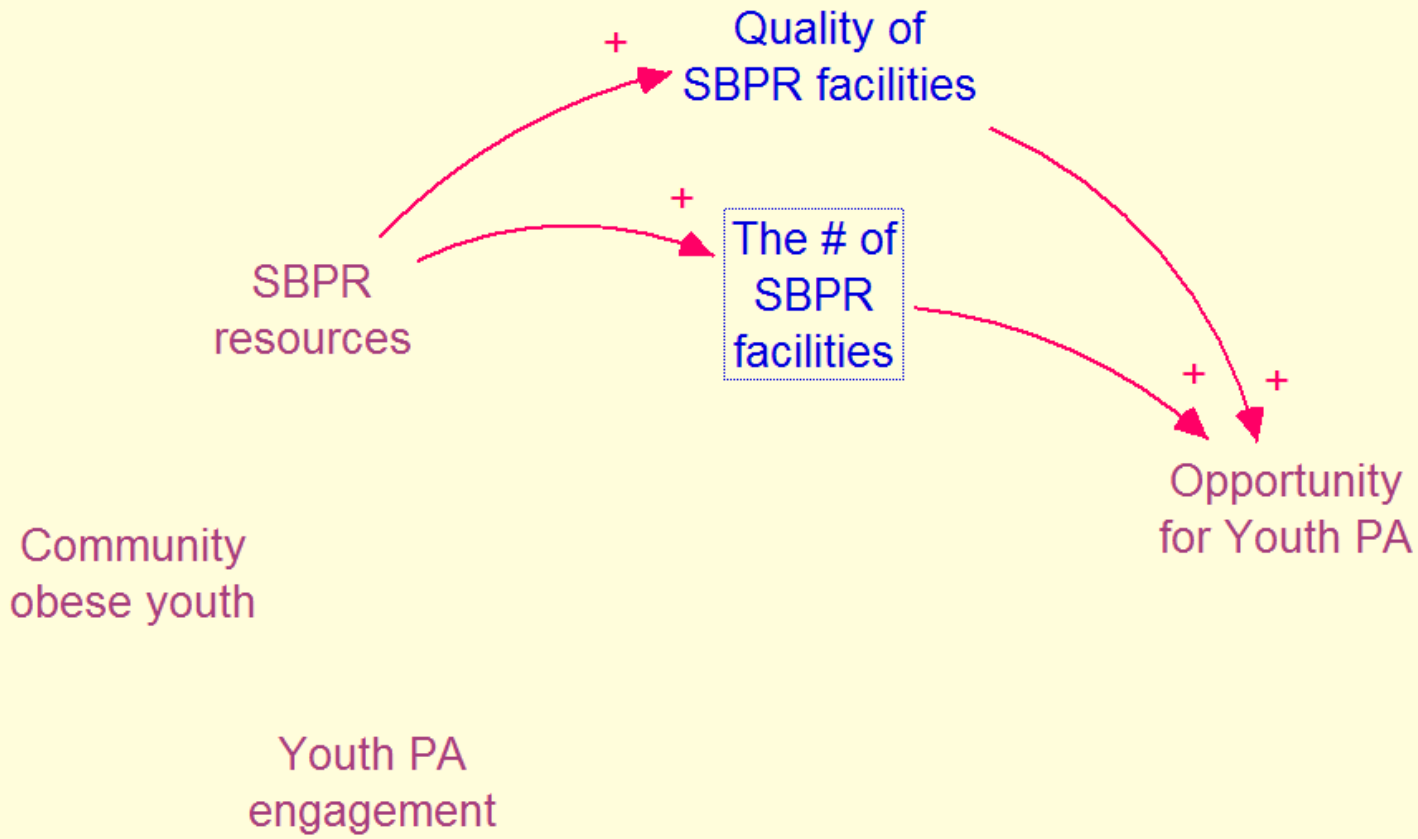 +
Quality of
SBPR facilities
+
The # of
SBPR
facilities
SBPR
resources
+
+
Opportunity
for Youth PA
Community
obese youth
Youth PA
engagement